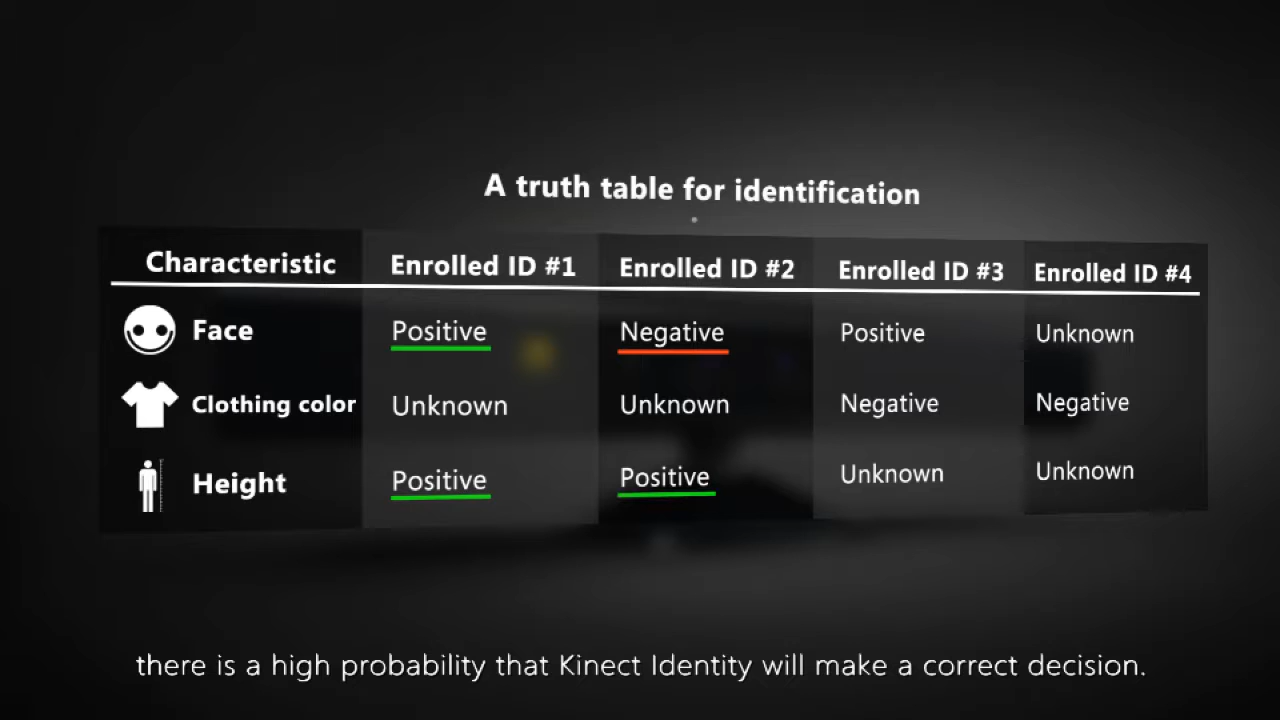 A truth table for identification
Characteristic Enrolled ID #1 Enrolled ID #2 Enrolled ID #3 Enrolled ID #4
Face Positive Negative Positive Unknown
Clothing color Unknown Unknown Negative Negative
Height Positive Positive Unknown Unknown
there is a high probability that Kinect Identity will make a correct decision.